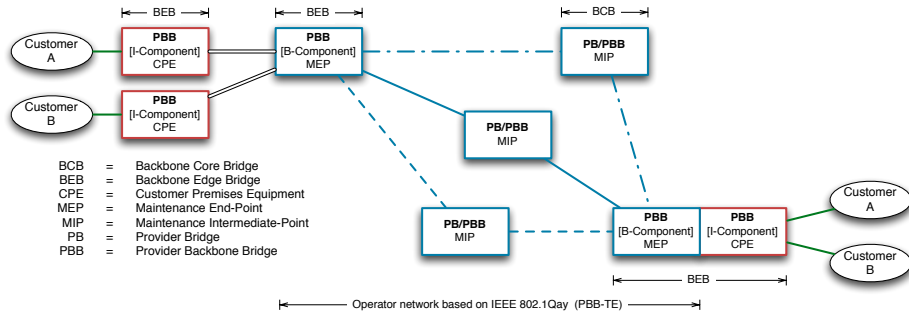 BEB
BEB
BCB
Customer
A
PBB
[I-Component]
CPE
PBB
[B-Component]
MEP
PB/PBB
MIP
Customer
B
PBB
[I-Component]
CPE
PB/PBB
MIP
BCB = Backbone Core Bridge
BEB = Backbone Edge Bridge
CPE = Customer Premises Equipment
MEP = Maintenance End-Point
MIP = Maintenance Intermediate-Point
PB = Provider Bridge
PBB = Provider Backbone Bridge
PB/PBB
MIP
PBB
[B-Component]
MEP
PBB
[I-Component]
CPE
Customer
A
Customer
B
BEB
Operator network based on IEEE 802.1Qay (PBB-TE)